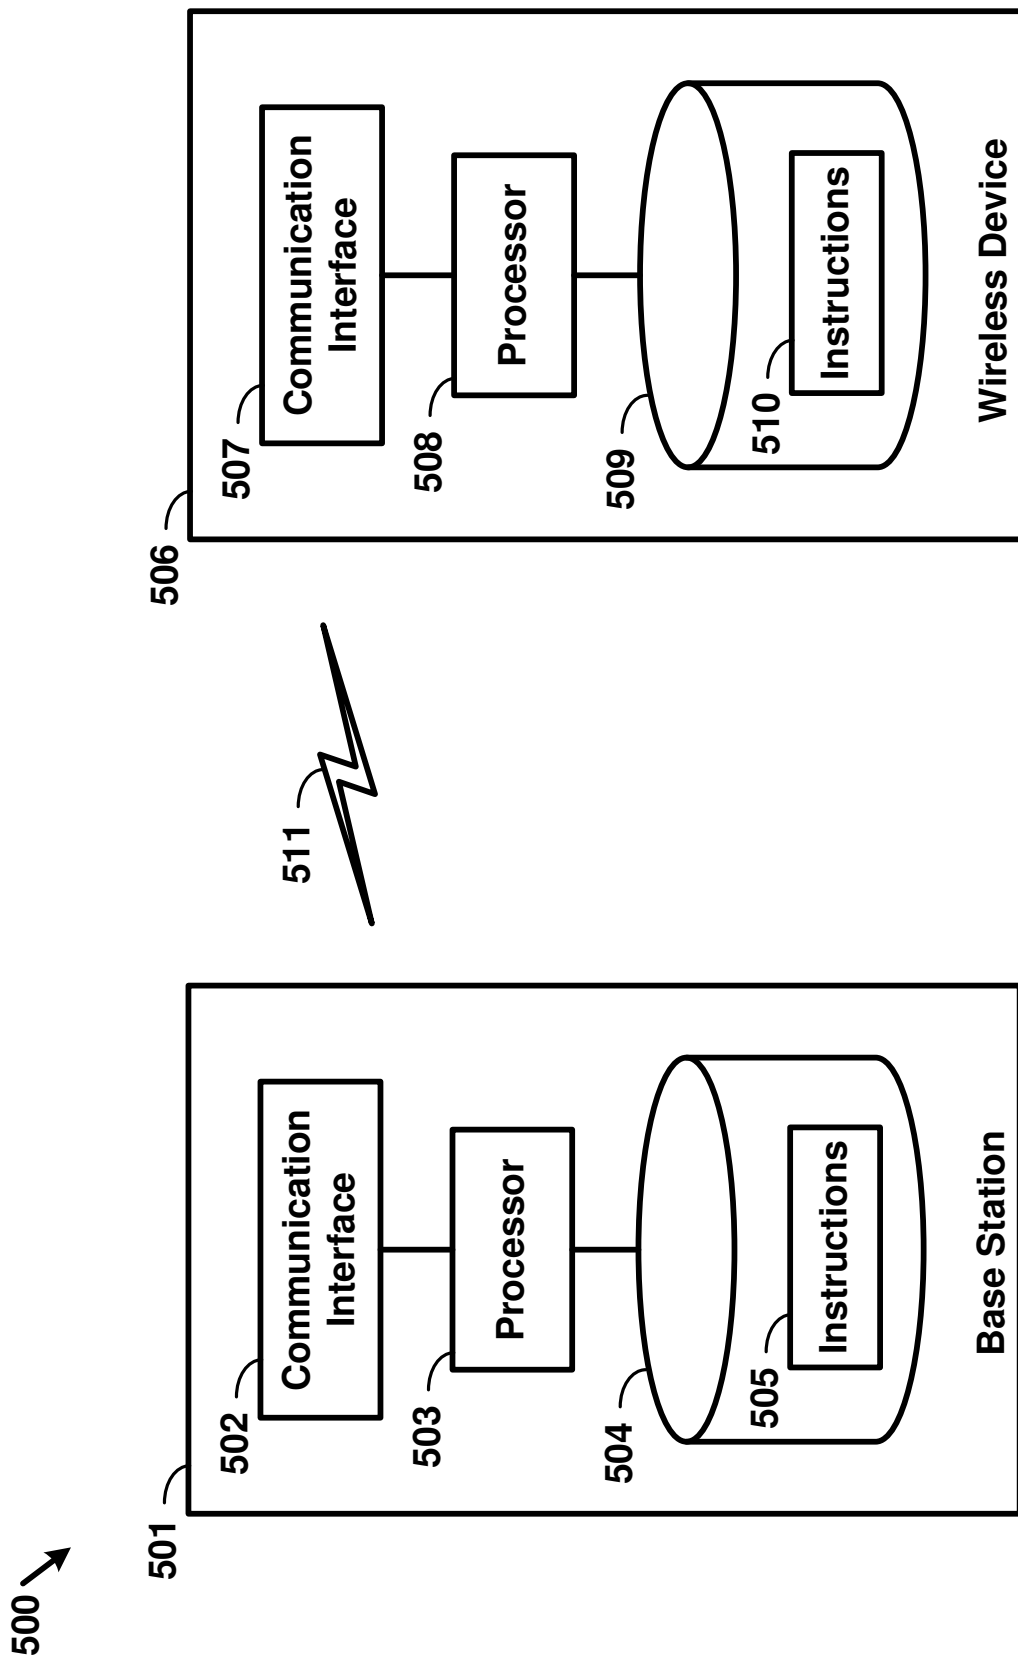 500
501
502
Communication
Interface
503
Processor
504
505
Instructions
Base Station
511
506
507
Communication
Interface
508
Processor
509
510
Instructions
Wireless Device